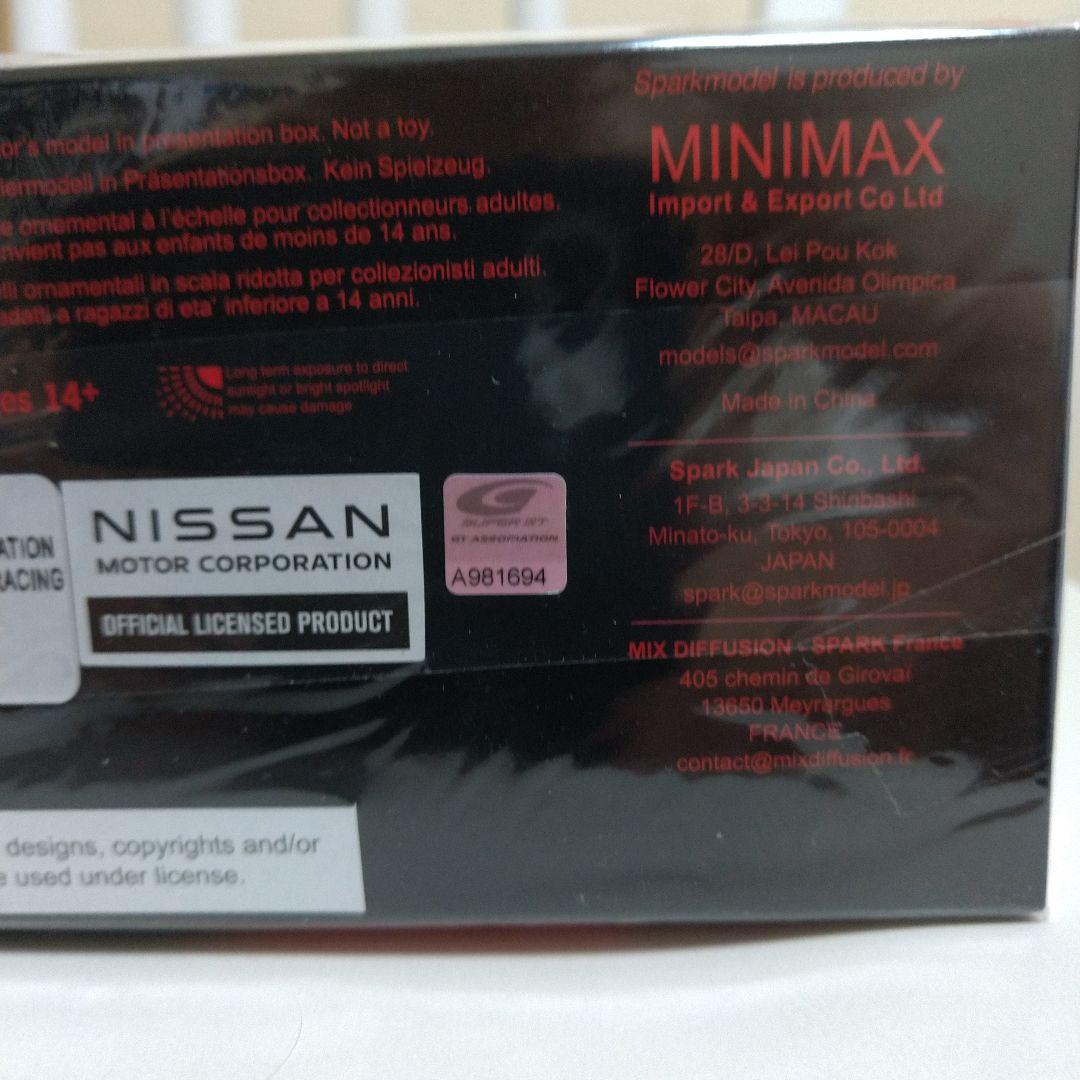 or's model in presentation box. Not a toy.
lermodell in Präsentationsbox. Kein Spielzeug.
e ornemental à l'échelle pour collectionneurs adultes.
nvient pas aux enfants de moins de 14 ans.
lli ornamentali in scala ridotta per collezionisti adulti.
adatti a ragazzi di eta' inferiore a 14 anni.
es 14+
Long term exposure to direct
sunlight or bright spotlight
may cause damage
ATION
RACING
NISSAN
MOTOR CORPORATION
OFFICIAL LICENSED PRODUCT
SUPER GT
GT ASSOCIATION
A981694
designs, copyrights and/or
e used under license.
Sparkmodel is produced by
MINIMAX
Import & Export Co Ltd
28/D, Lei Pou Kok
Flower City, Avenida Olimpica
Taipa, MACAU
models@sparkmodel.com
Made in China
Spark Japan Co., Ltd.
1F-B, 3-3-14 Shinbashi
Minato-ku, Tokyo, 105-0004
JAPAN
spark@sparkmodel.jp
MIX DIFFUSION - SPARK France
405 chemin de Girovai
13650 Meyrargues
FRANCE
contact@mixdiffusion.fr